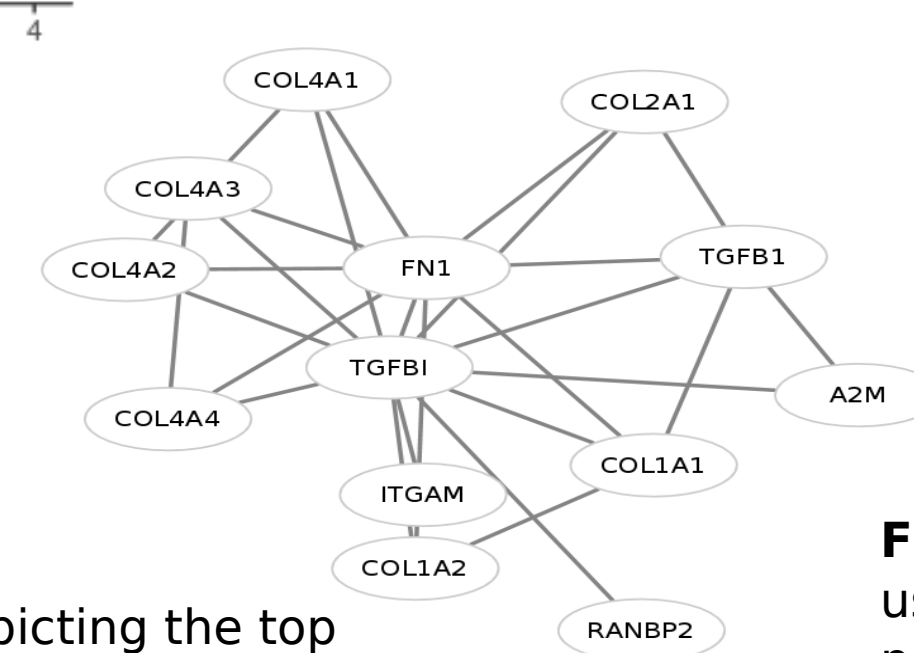 4
COL4A1
COL2A1
COL4A3
TGFB1
COL4A2
FN1
TGFBI
A2M
COL4A4
COL1A1
ITGAM
COL1A2
RANBP2
F
us
picting the top